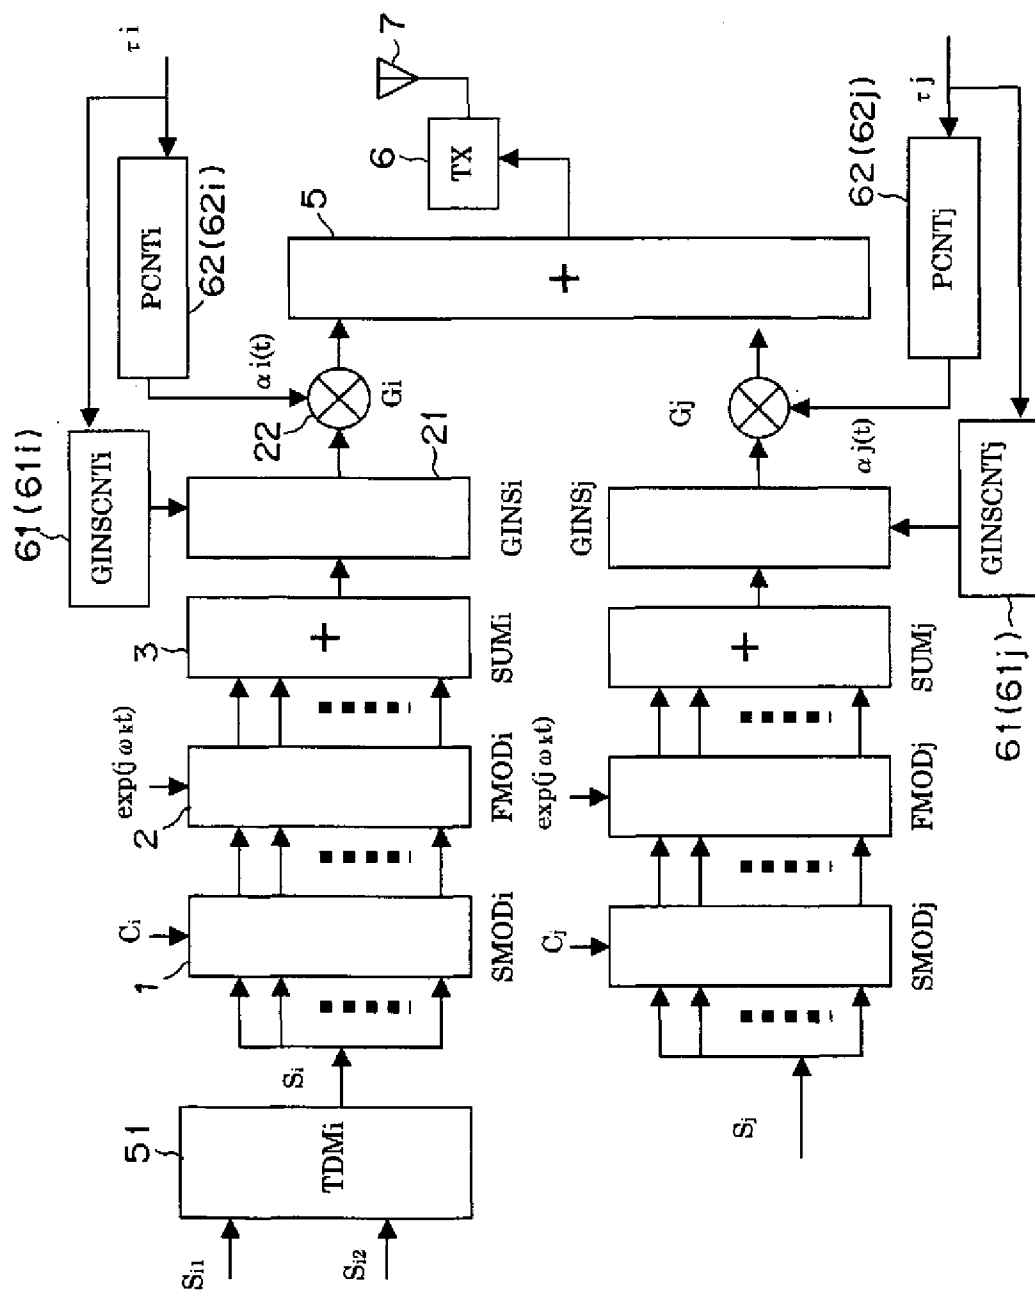 Si1
Si2
51
TDMi
Si
1
Ci
SMODi
2
exp(jωkt)
FMODi
3
+
SUMi
61(61i)
GINSCNTi
21
GINSi
22
αi(t)
Gi
PCNTi
62(62i)
τi
5
+
6
TX
7
Sj
Cj
SMODj
exp(jωkt)
FMODj
+
SUMj
GINSj
GINSCNTj
61(61j)
Gj
αj(t)
PCNTj
62(62j)
τj